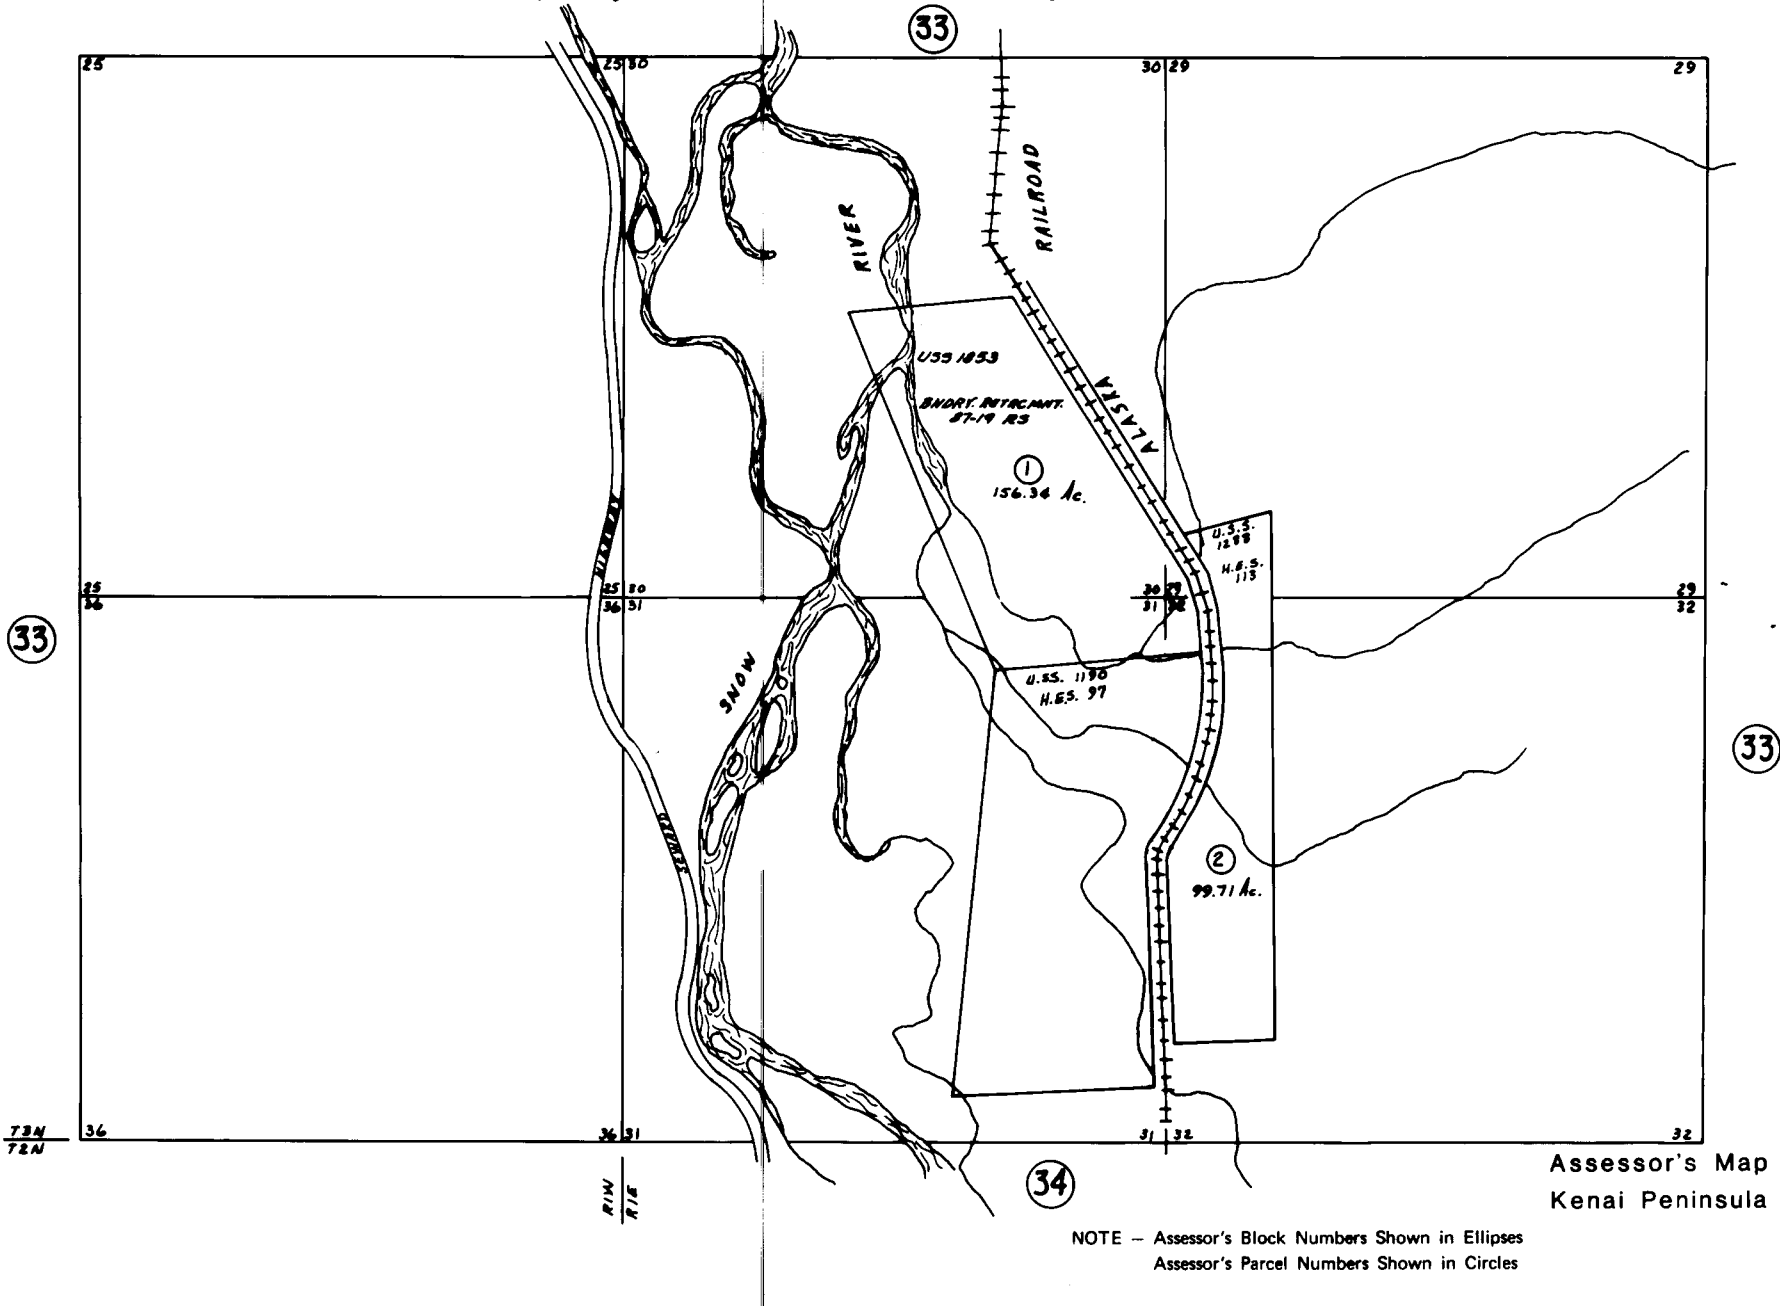 33
25
25 30
30 29
29
RIVER
RAILROAD
USS 1853
BNDRY. RETRCMNT.
87-19 RS
ALASKA
1
156.34 Ac.
U.S.S.
1288
H.E.S.
113
HIGHWAY
25
36
25 30
36 31
30 29
31 32
29
32
33
SNOW
U.S.S. 1190
H.E.S. 97
33
SEWARD
2
99.71 Ac.
T3N
T2N
36
36 31
31 32
32
R1W
R1E
34
Assessor's Map
Kenai Peninsula
NOTE – Assessor's Block Numbers Shown in Ellipses
Assessor's Parcel Numbers Shown in Circles